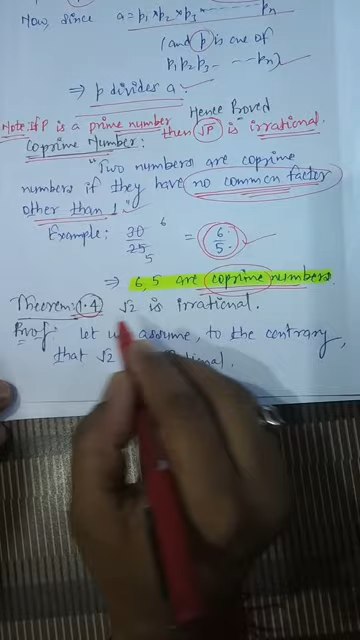 Now, since a = p₁ * p₂ * p₃ -------- pₙ
(and p is one of
p₁ p₂ p₃ - - - - pₙ)
⇒ p divides a.
Hence Proved
Note: If P is a prime number then √P is irrational.
Coprime Number:
"Two numbers are coprime
numbers if they have no common factor
other than 1"
Example: 30 6
25 5
= 6/5
⇒ 6, 5 are coprime numbers.
Theorem: 1.4 √2 is irrational.
Proof: Let us assume, to the contrary,
that √2